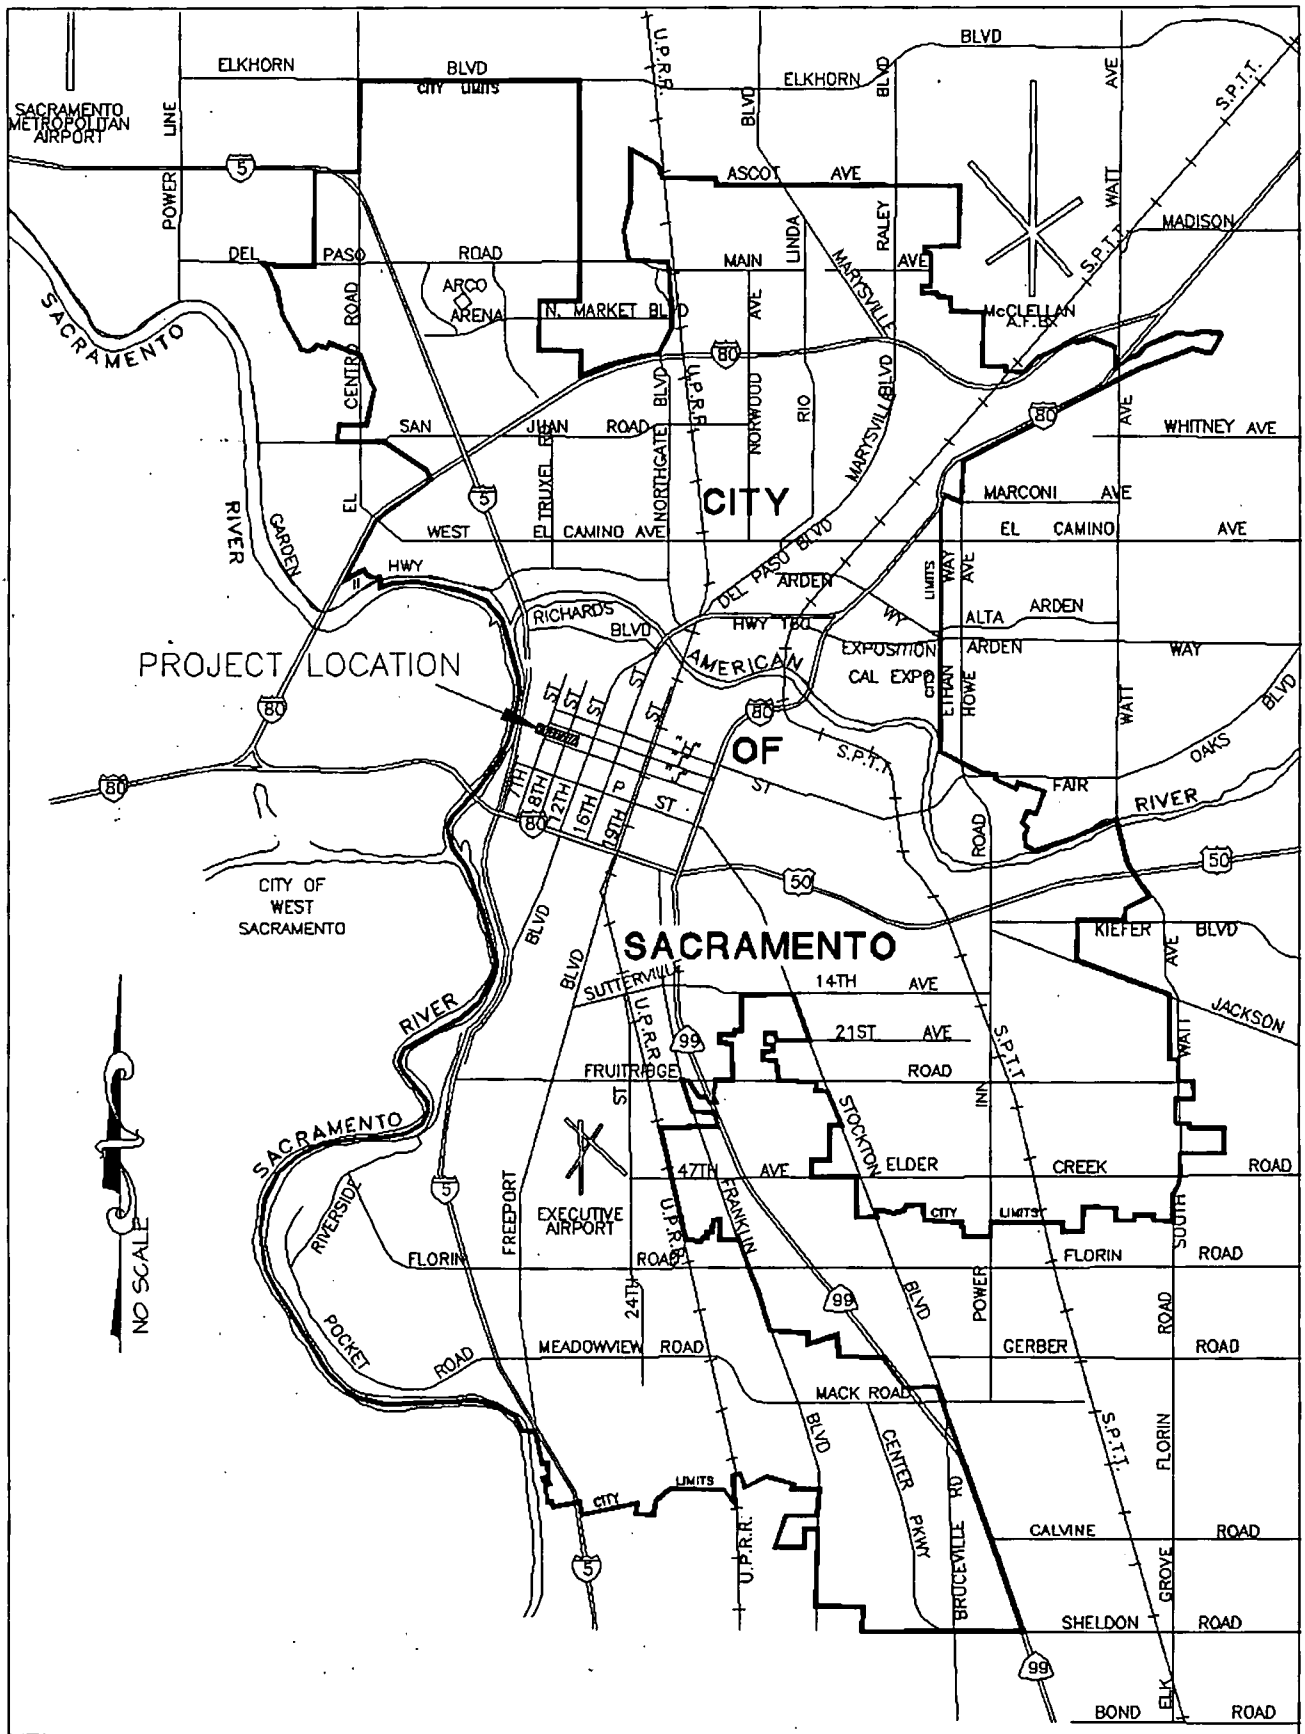 ELKHORN BLVD
CITY LIMITS
U.P.R.R.
ELKHORN
BLVD
BLVD
BLVD
AVE
S.P.T.T.
SACRAMENTO
METROPOLITAN
AIRPORT
POWER LINE
5
ASCOT AVE
WATT
LINDA
RALEY
MADISON
DEL PASO ROAD
MAIN AVE
MARYSVILLE
S.P.T.T.
ARCO
ARENA
N. MARKET BLVD
McCLELLAN
SACRAMENTO
EL CENTRO ROAD
80
BLVD
U.P.R.R.
AVE
NORWOOD
RIO
MARYSVILLE BLVD
80
AVE
SAN JUAN ROAD
NORTHGATE
TRUXEL
WHITNEY AVE
5
CITY
MARCONI AVE
RIVER
GARDEN
WEST EL CAMINO AVE
EL CAMINO AVE
HWY
DEL PASO BLVD
ARDEN
WY
LIMITS
WAY
AVE
RICHARDS
BLVD
HWY 160
ALTA ARDEN
AMERICAN
EXPOSITION
ARDEN WAY
CAL EXPO
CITY
ETHAN
HOWE
WATT
PROJECT LOCATION
80
ST
ST
ST
ST
ST
"H"
"J"
ST
80
OF
S.P.T.T.
OAKS
BLVD
80
7TH
8TH
12TH
16TH
19TH
P ST
FAIR
RIVER
80
ROAD
50
50
CITY OF
WEST
SACRAMENTO
BLVD
BLVD
SACRAMENTO
KIEFER BLVD
AVE
SUTTERVILLE
14TH AVE
RIVER
U.P.R.R
99
21ST AVE
S.P.T.T
WATT
JACKSON
FRUITRIDGE ROAD
ST
INN
STOCKTON
SACRAMENTO
47TH AVE
ELDER CREEK ROAD
5
RIVERSIDE
FREEPORT
EXECUTIVE
AIRPORT
U.P.R.R.
FRANKLIN
CITY LIMITS
SOUTH
FLORIN ROAD
FLORIN ROAD
NO SCALE
24TH
99
BLVD
POWER
ROAD
POCKET
ROAD
MEADOWVIEW ROAD
GERBER ROAD
MACK ROAD
BLVD
CENTER
PKWY
S.P.T.T.
FLORIN
CITY LIMITS
RD
BRUCEVILLE
U.P.R.R.
5
CALVINE ROAD
GROVE
SHELDON ROAD
99
ELK
BOND ROAD